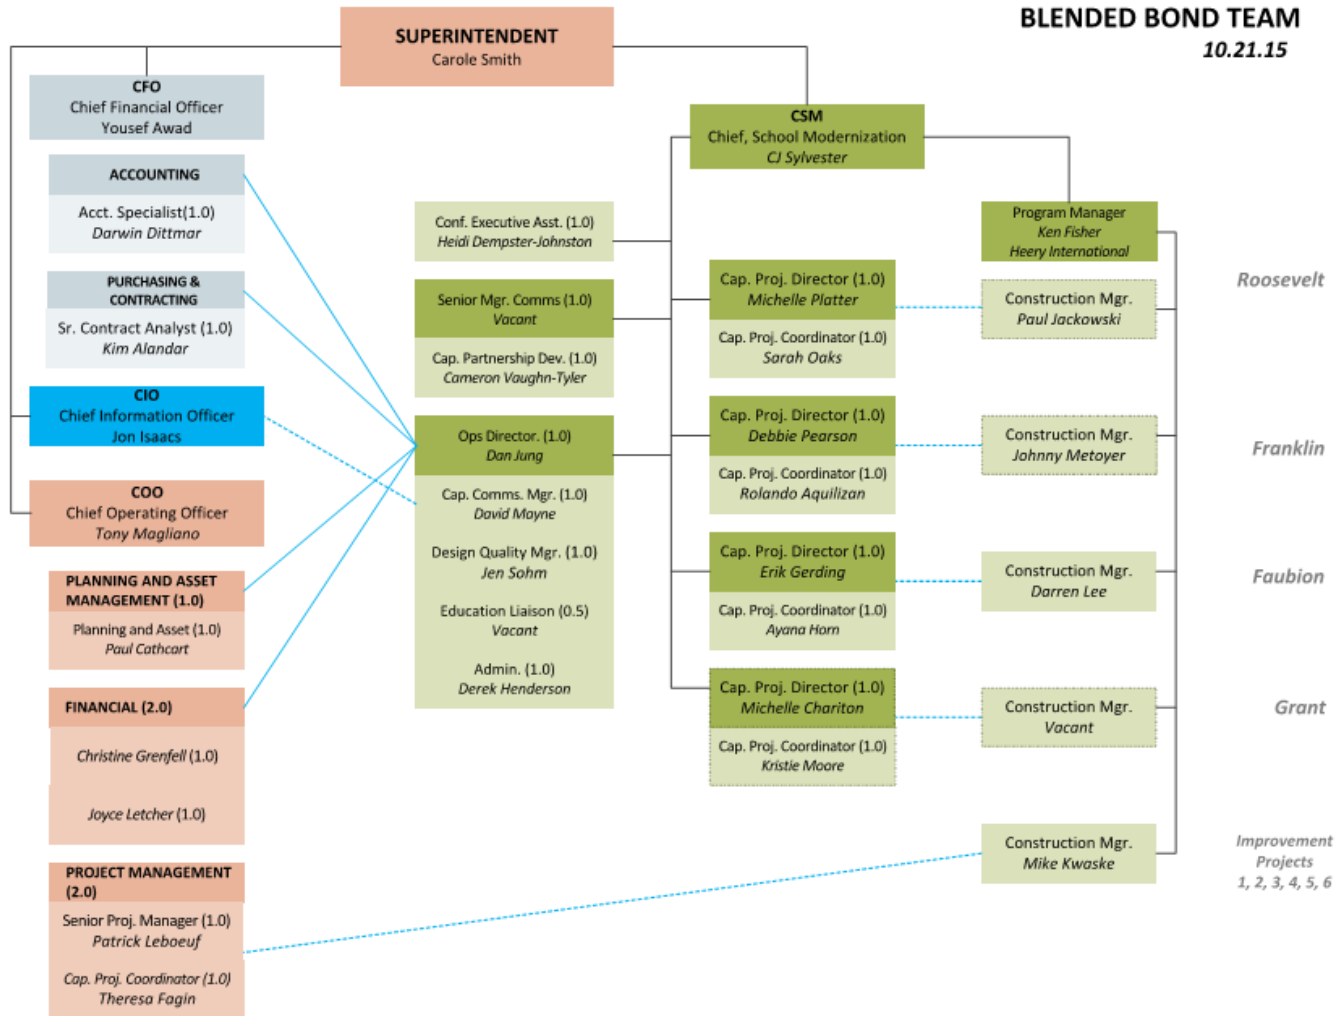 BLENDED BOND TEAM
10.21.15
SUPERINTENDENT
Carole Smith
CFO
Chief Financial Officer
Yousef Awad
ACCOUNTING
Acct. Specialist(1.0)
Darwin Dittmar
PURCHASING &
CONTRACTING
Sr. Contract Analyst (1.0)
Kim Alandar
CIO
Chief Information Officer
Jon Isaacs
COO
Chief Operating Officer
Tony Magliano
PLANNING AND ASSET
MANAGEMENT (1.0)
Planning and Asset (1.0)
Paul Cathcart
FINANCIAL (2.0)
Christine Grenfell (1.0)
Joyce Letcher (1.0)
PROJECT MANAGEMENT
(2.0)
Senior Proj. Manager (1.0)
Patrick Leboeuf
Cap. Proj. Coordinator (1.0)
Theresa Fagin
CSM
Chief, School Modernization
CJ Sylvester
Conf. Executive Asst. (1.0)
Heidi Dempster-Johnston
Senior Mgr. Comms (1.0)
Vacant
Cap. Partnership Dev. (1.0)
Cameron Vaughn-Tyler
Ops Director. (1.0)
Dan Jung
Cap. Comms. Mgr. (1.0)
David Mayne
Design Quality Mgr. (1.0)
Jen Sohm
Education Liaison (0.5)
Vacant
Admin. (1.0)
Derek Henderson
Cap. Proj. Director (1.0)
Michelle Platter
Cap. Proj. Coordinator (1.0)
Sarah Oaks
Cap. Proj. Director (1.0)
Debbie Pearson
Cap. Proj. Coordinator (1.0)
Rolando Aquilizan
Cap. Proj. Director (1.0)
Erik Gerding
Cap. Proj. Coordinator (1.0)
Ayana Horn
Cap. Proj. Director (1.0)
Michelle Chariton
Cap. Proj. Coordinator (1.0)
Kristie Moore
Program Manager
Ken Fisher
Heery International
Construction Mgr.
Paul Jackowski
Construction Mgr.
Johnny Metoyer
Construction Mgr.
Darren Lee
Construction Mgr.
Vacant
Construction Mgr.
Mike Kwaske
Roosevelt
Franklin
Faubion
Grant
Improvement
Projects
1, 2, 3, 4, 5, 6